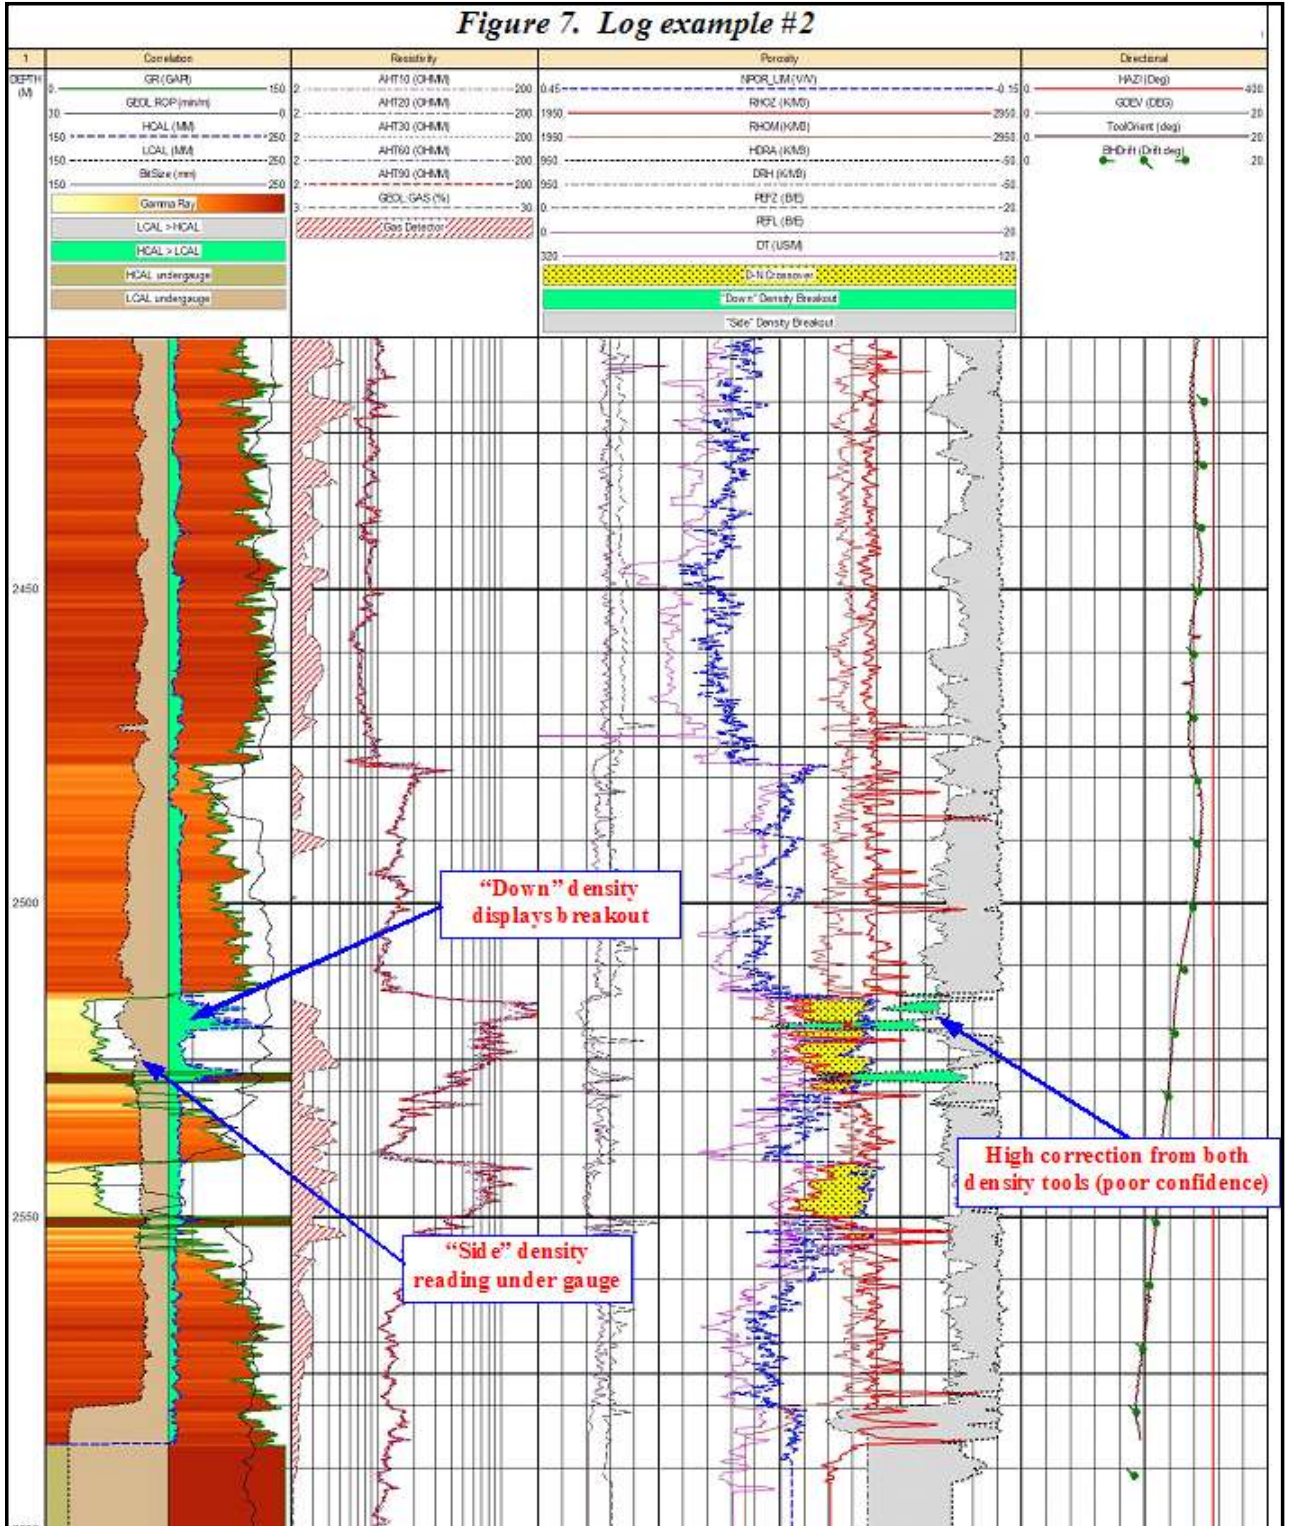 Figure 7. Log example #2
1 Correlation Resistivity Porosity Directional
DEPTH (M)
GR (GAPI)
0. 150
GEOL ROP (min/m)
30 0
HCAL (MM)
150 250
LCAL (MM)
150 250
BitSize (mm)
150 250
Gamma Ray
LCAL > HCAL
HCAL > LCAL
HCAL undergauge
LCAL undergauge
AHT10 (OHMM)
2 200
AHT20 (OHMM)
2 200
AHT30 (OHMM)
2 200
AHT60 (OHMM)
2 200
AHT90 (OHMM)
2 200
GEOL:GAS (%)
3 30
Gas Detector
NPOR_LIM (V/V)
0.45 -0.15
RHOZ (K/M3)
1950 2950
RHOM (K/M3)
1950 2950
HDRA (K/M3)
950 -50
DRH (K/M3)
950 -50
PEFZ (B/E)
0. 20
PEFL (B/E)
0 20
DT (US/M)
320 120
D-N Crossover
"Down" Density Breakout
"Side" Density Breakout
HAZI (Deg)
0 400
GDEV (DEG)
0 20
ToolOrient (deg)
0 20
BHDrift (Drift deg)
0 20
2450
2500
2550
“Down” density
displays breakout
“Side” density
reading under gauge
High correction from both
density tools (poor confidence)